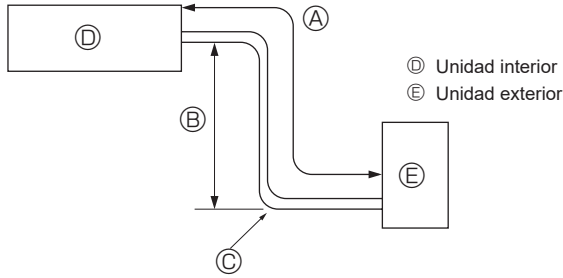 Ⓐ
Ⓓ
Ⓓ Unidad interior
Ⓔ Unidad exterior
Ⓑ
Ⓔ
Ⓒ